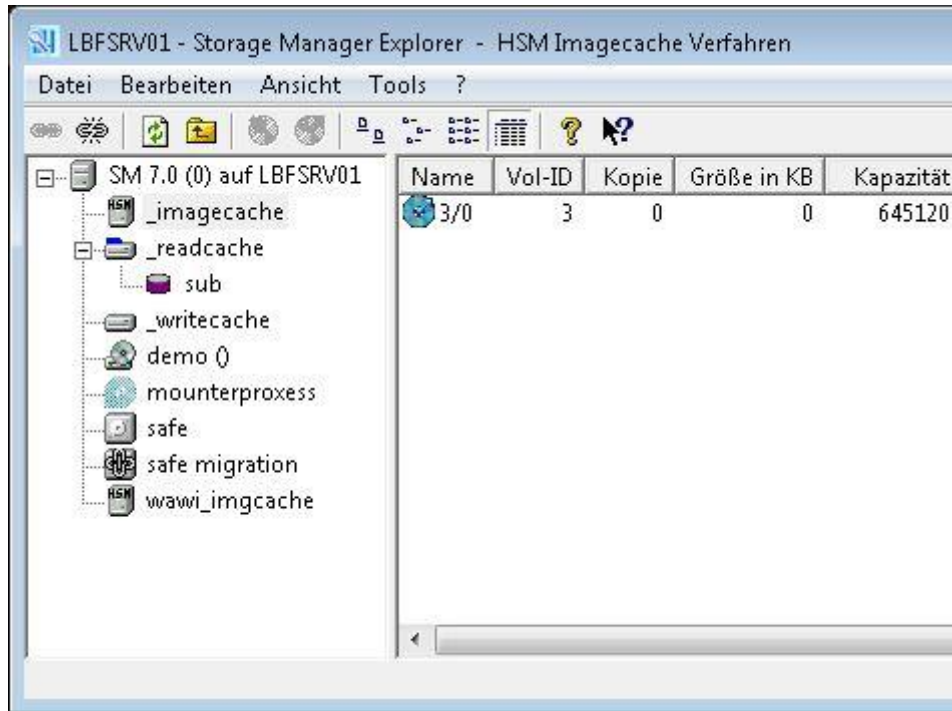 LBFSRV01 - Storage Manager Explorer - HSM Imagecache Verfahren
Datei Bearbeiten Ansicht Tools ?
SM 7.0 (0) auf LBFSRV01
HSM _imagecache
_readcache
sub
_writecache
demo ()
mounterproxess
safe
safe migration
HSM wawi_imgcache
Name Vol-ID Kopie Größe in KB Kapazität
3/0 3 0 0 645120